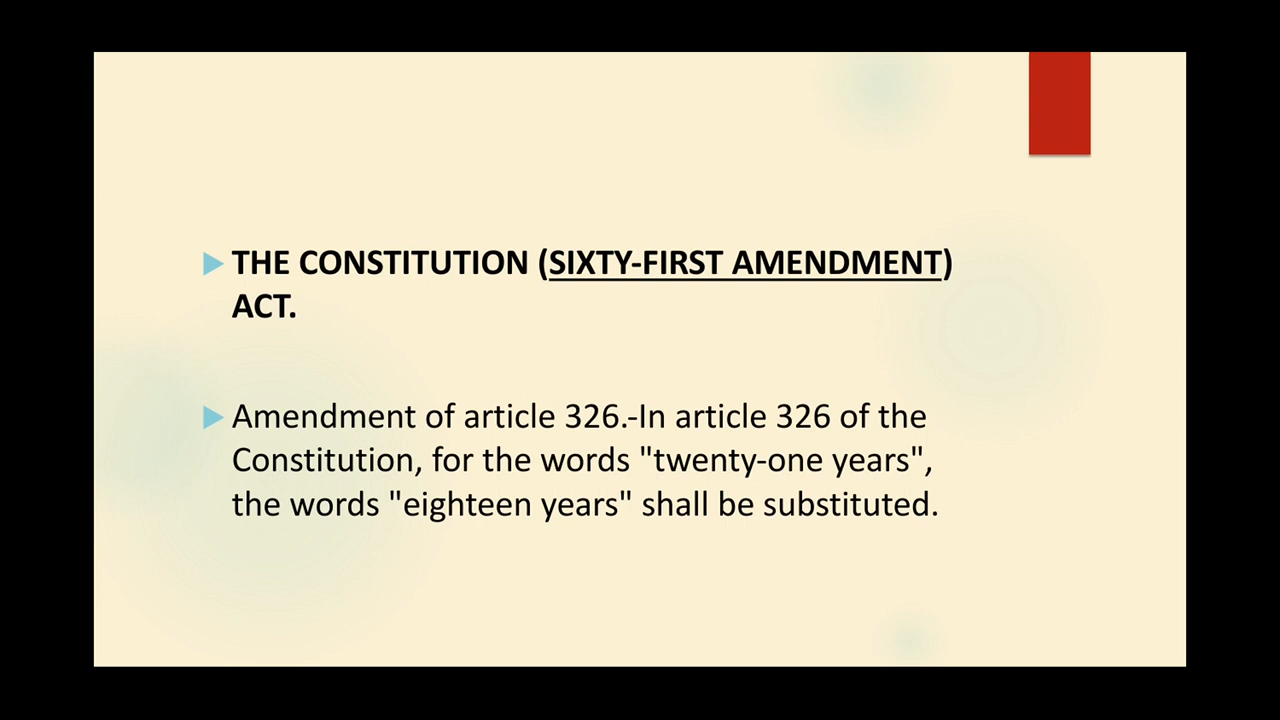 THE CONSTITUTION (SIXTY-FIRST AMENDMENT)
ACT.
Amendment of article 326.-In article 326 of the
Constitution, for the words "twenty-one years",
the words "eighteen years" shall be substituted.